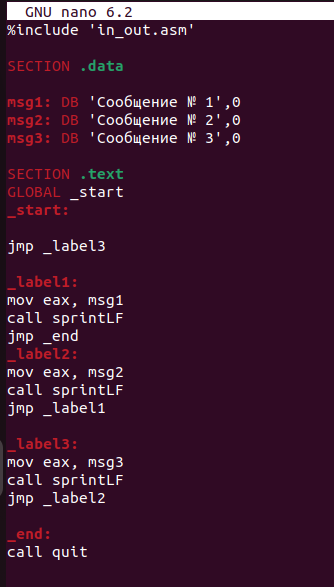 GNU nano 6.2
%include 'in_out.asm'
SECTION .data
msg1: DB 'Сообщение № 1',0
msg2: DB 'Сообщение № 2',0
msg3: DB 'Сообщение № 3',0
SECTION .text
GLOBAL _start
_start:
jmp _label3
_label1:
mov eax, msg1
call sprintLF
jmp _end
_label2:
mov eax, msg2
call sprintLF
jmp _label1
_label3:
mov eax, msg3
call sprintLF
jmp _label2
_end:
call quit